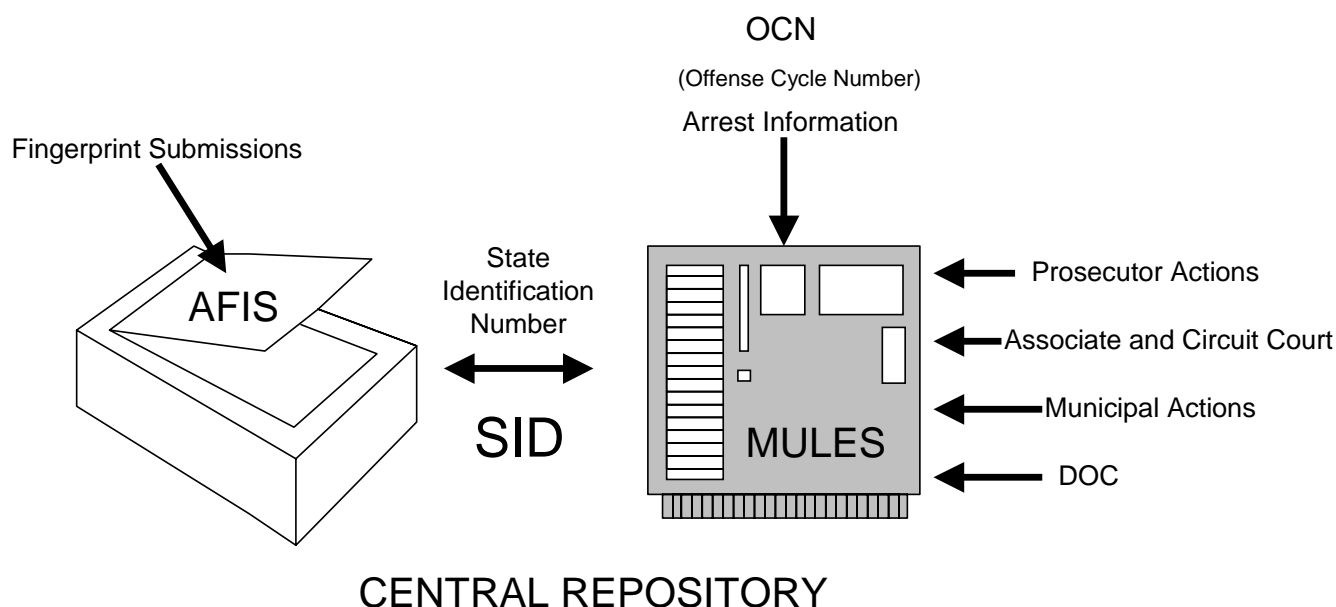 OCN
(Offense Cycle Number)
Arrest Information
Fingerprint Submissions
AFIS
State
Identification
Number
SID
MULES
Prosecutor Actions
Associate and Circuit Court
Municipal Actions
DOC
CENTRAL REPOSITORY